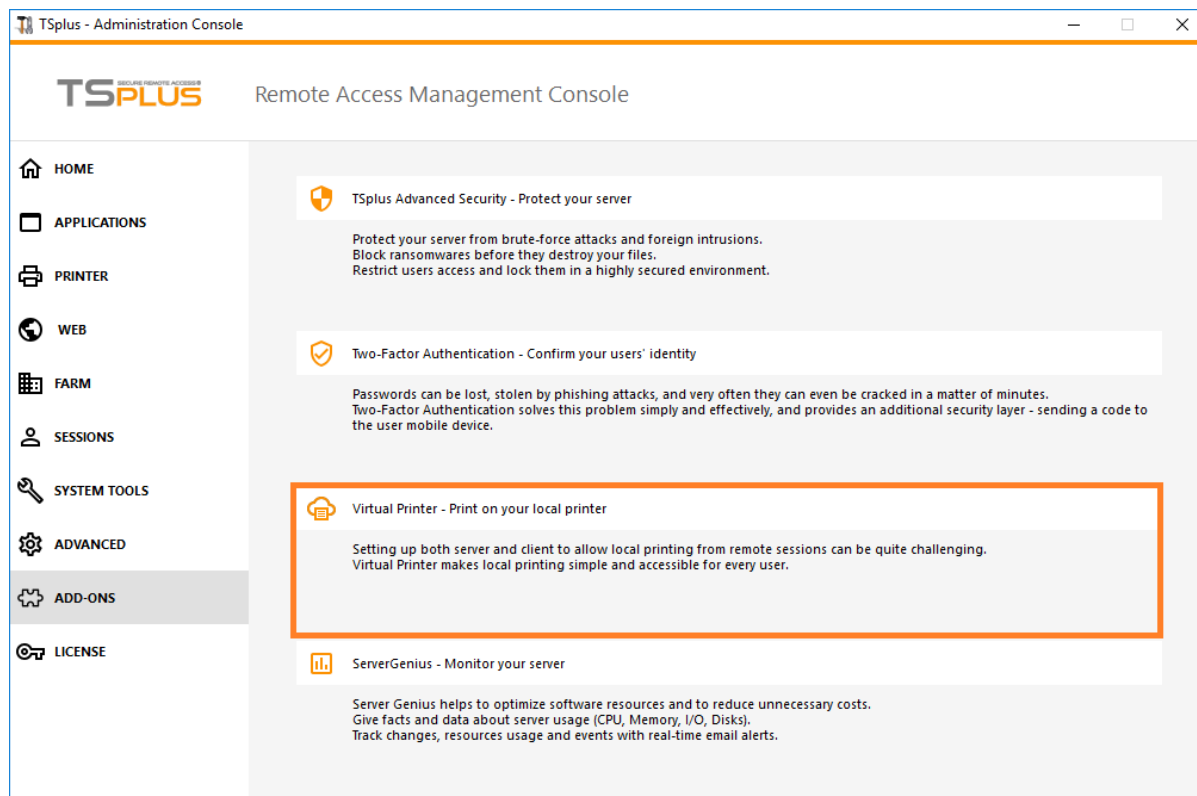 TSplus - Administration Console
TSPLUS
SECURE REMOTE ACCESS®
Remote Access Management Console
HOME
APPLICATIONS
PRINTER
WEB
FARM
SESSIONS
SYSTEM TOOLS
ADVANCED
ADD-ONS
LICENSE
TSplus Advanced Security - Protect your server
Protect your server from brute-force attacks and foreign intrusions.
Block ransomwares before they destroy your files.
Restrict users access and lock them in a highly secured environment.
Two-Factor Authentication - Confirm your users' identity
Passwords can be lost, stolen by phishing attacks, and very often they can even be cracked in a matter of minutes.
Two-Factor Authentication solves this problem simply and effectively, and provides an additional security layer - sending a code to
the user mobile device.
Virtual Printer - Print on your local printer
Setting up both server and client to allow local printing from remote sessions can be quite challenging.
Virtual Printer makes local printing simple and accessible for every user.
ServerGenius - Monitor your server
Server Genius helps to optimize software resources and to reduce unnecessary costs.
Give facts and data about server usage (CPU, Memory, I/O, Disks).
Track changes, resources usage and events with real-time email alerts.